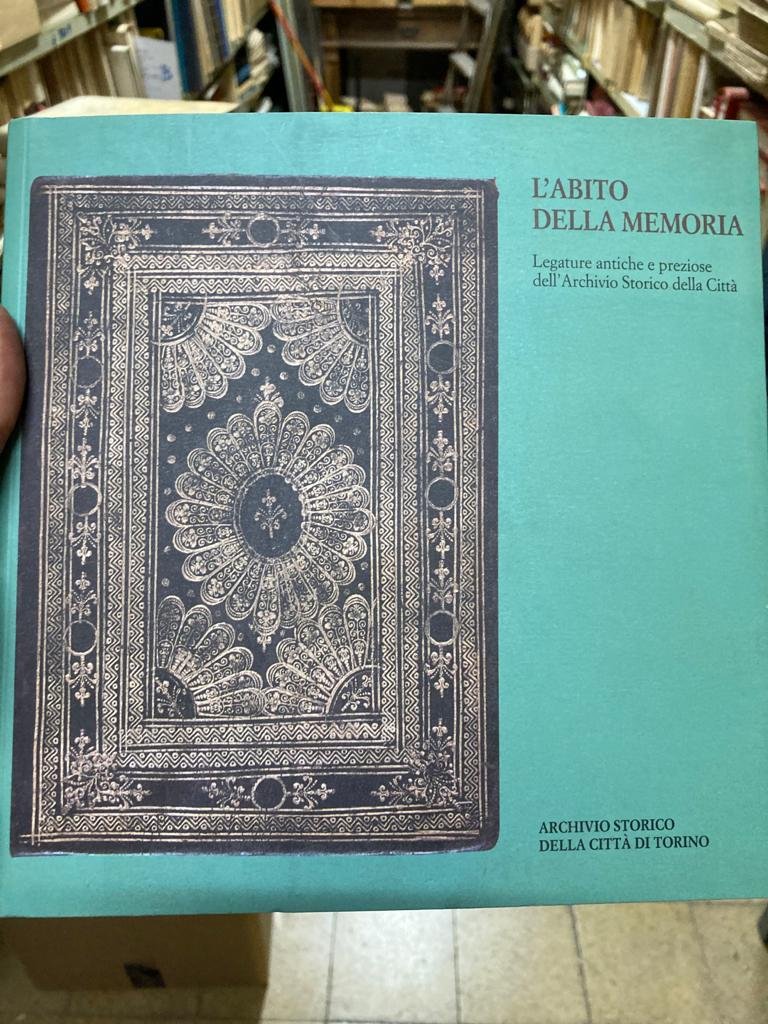 L'ABITO
DELLA MEMORIA
Legature antiche e preziose
dell'Archivio Storico della Città
ARCHIVIO STORICO
DELLA CITTÀ DI TORINO